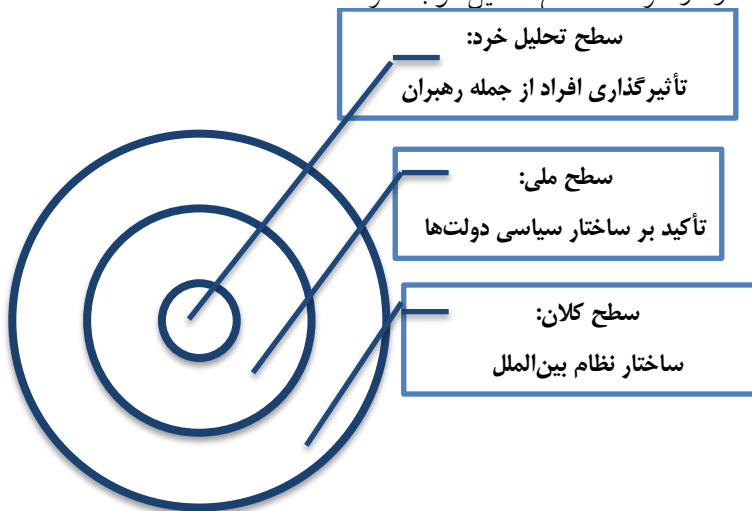 سطح تحلیل خرد:
تأثیرگذاری افراد از جمله رهبران
سطح ملی:
تأکید بر ساختار سیاسی دولت‌ها
سطح کلان:
ساختار نظام بین‌الملل